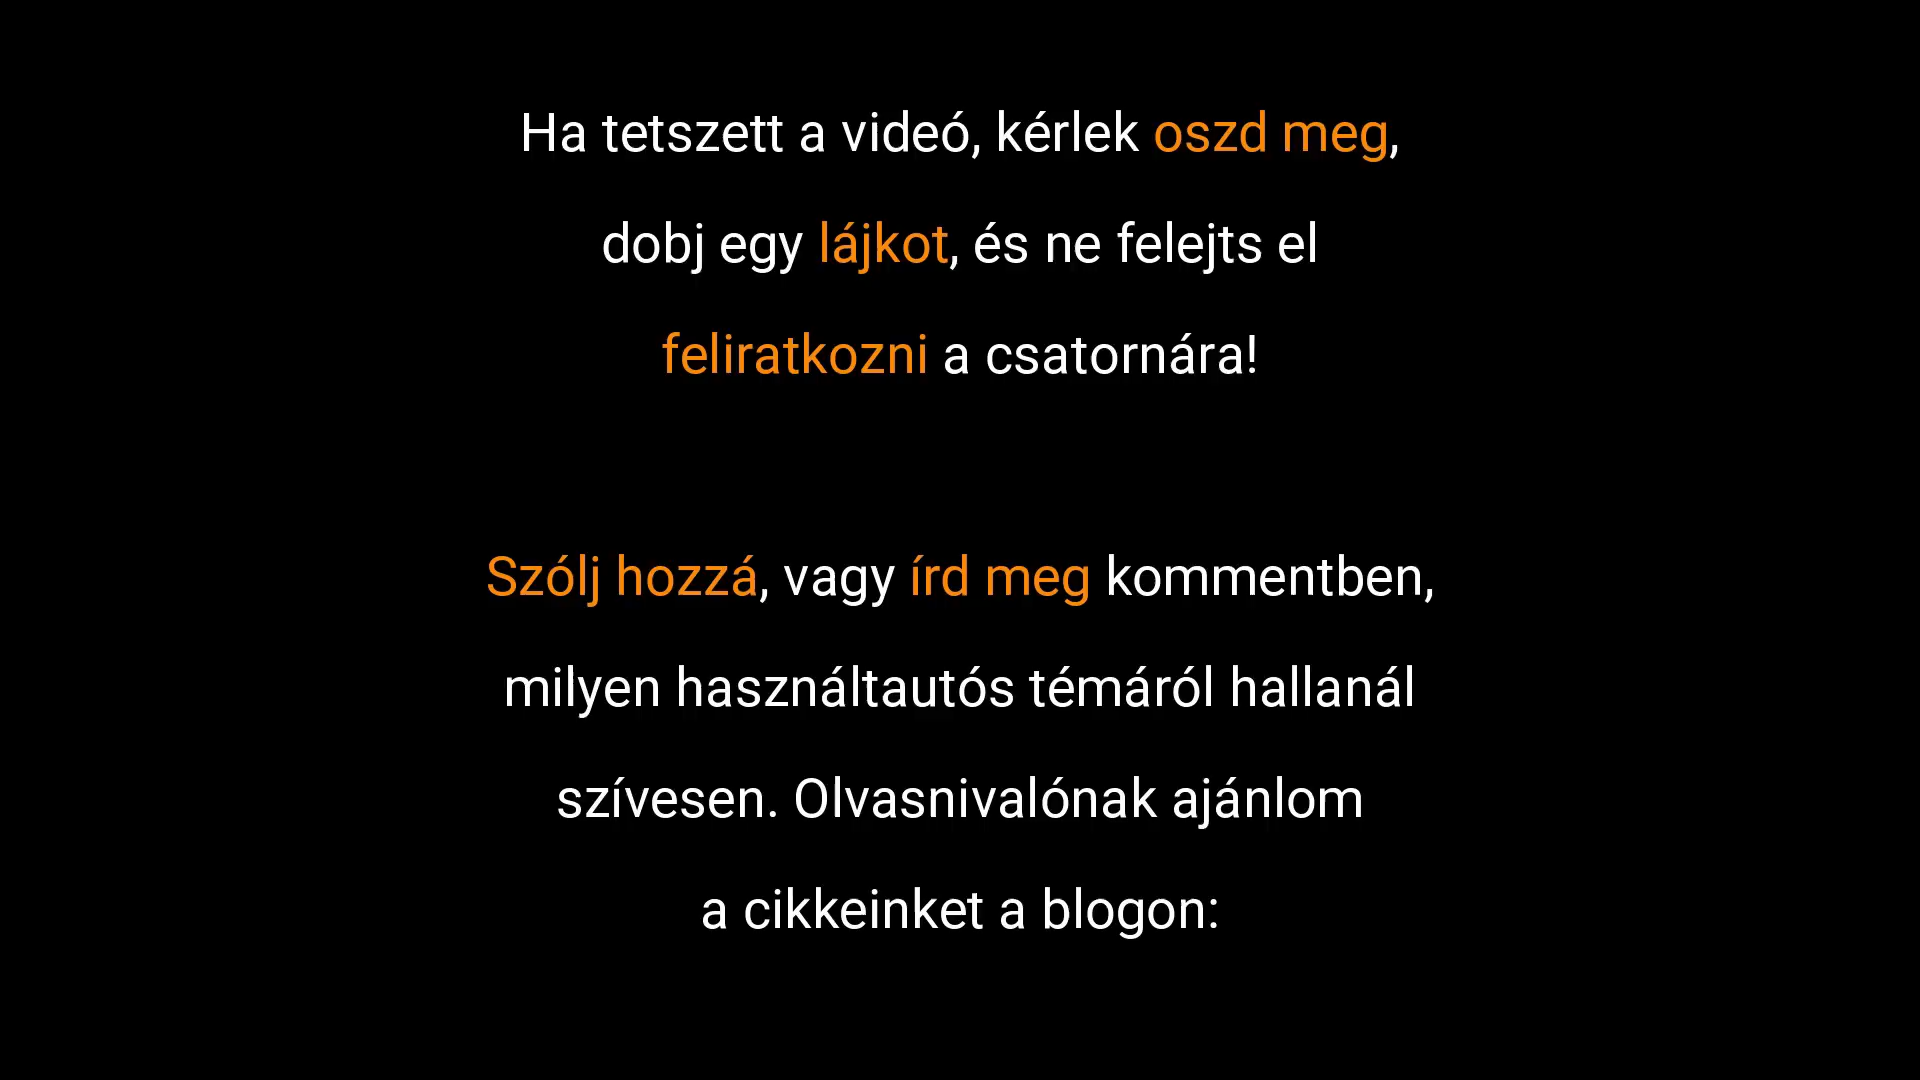 Ha tetszett a videó, kérlek oszd meg,
dobj egy lájkot, és ne felejts el
feliratkozni a csatornára!
Szólj hozzá, vagy írd meg kommentben,
milyen használtautós témáról hallanál
szívesen. Olvasnivalónak ajánlom
a cikkeinket a blogon: